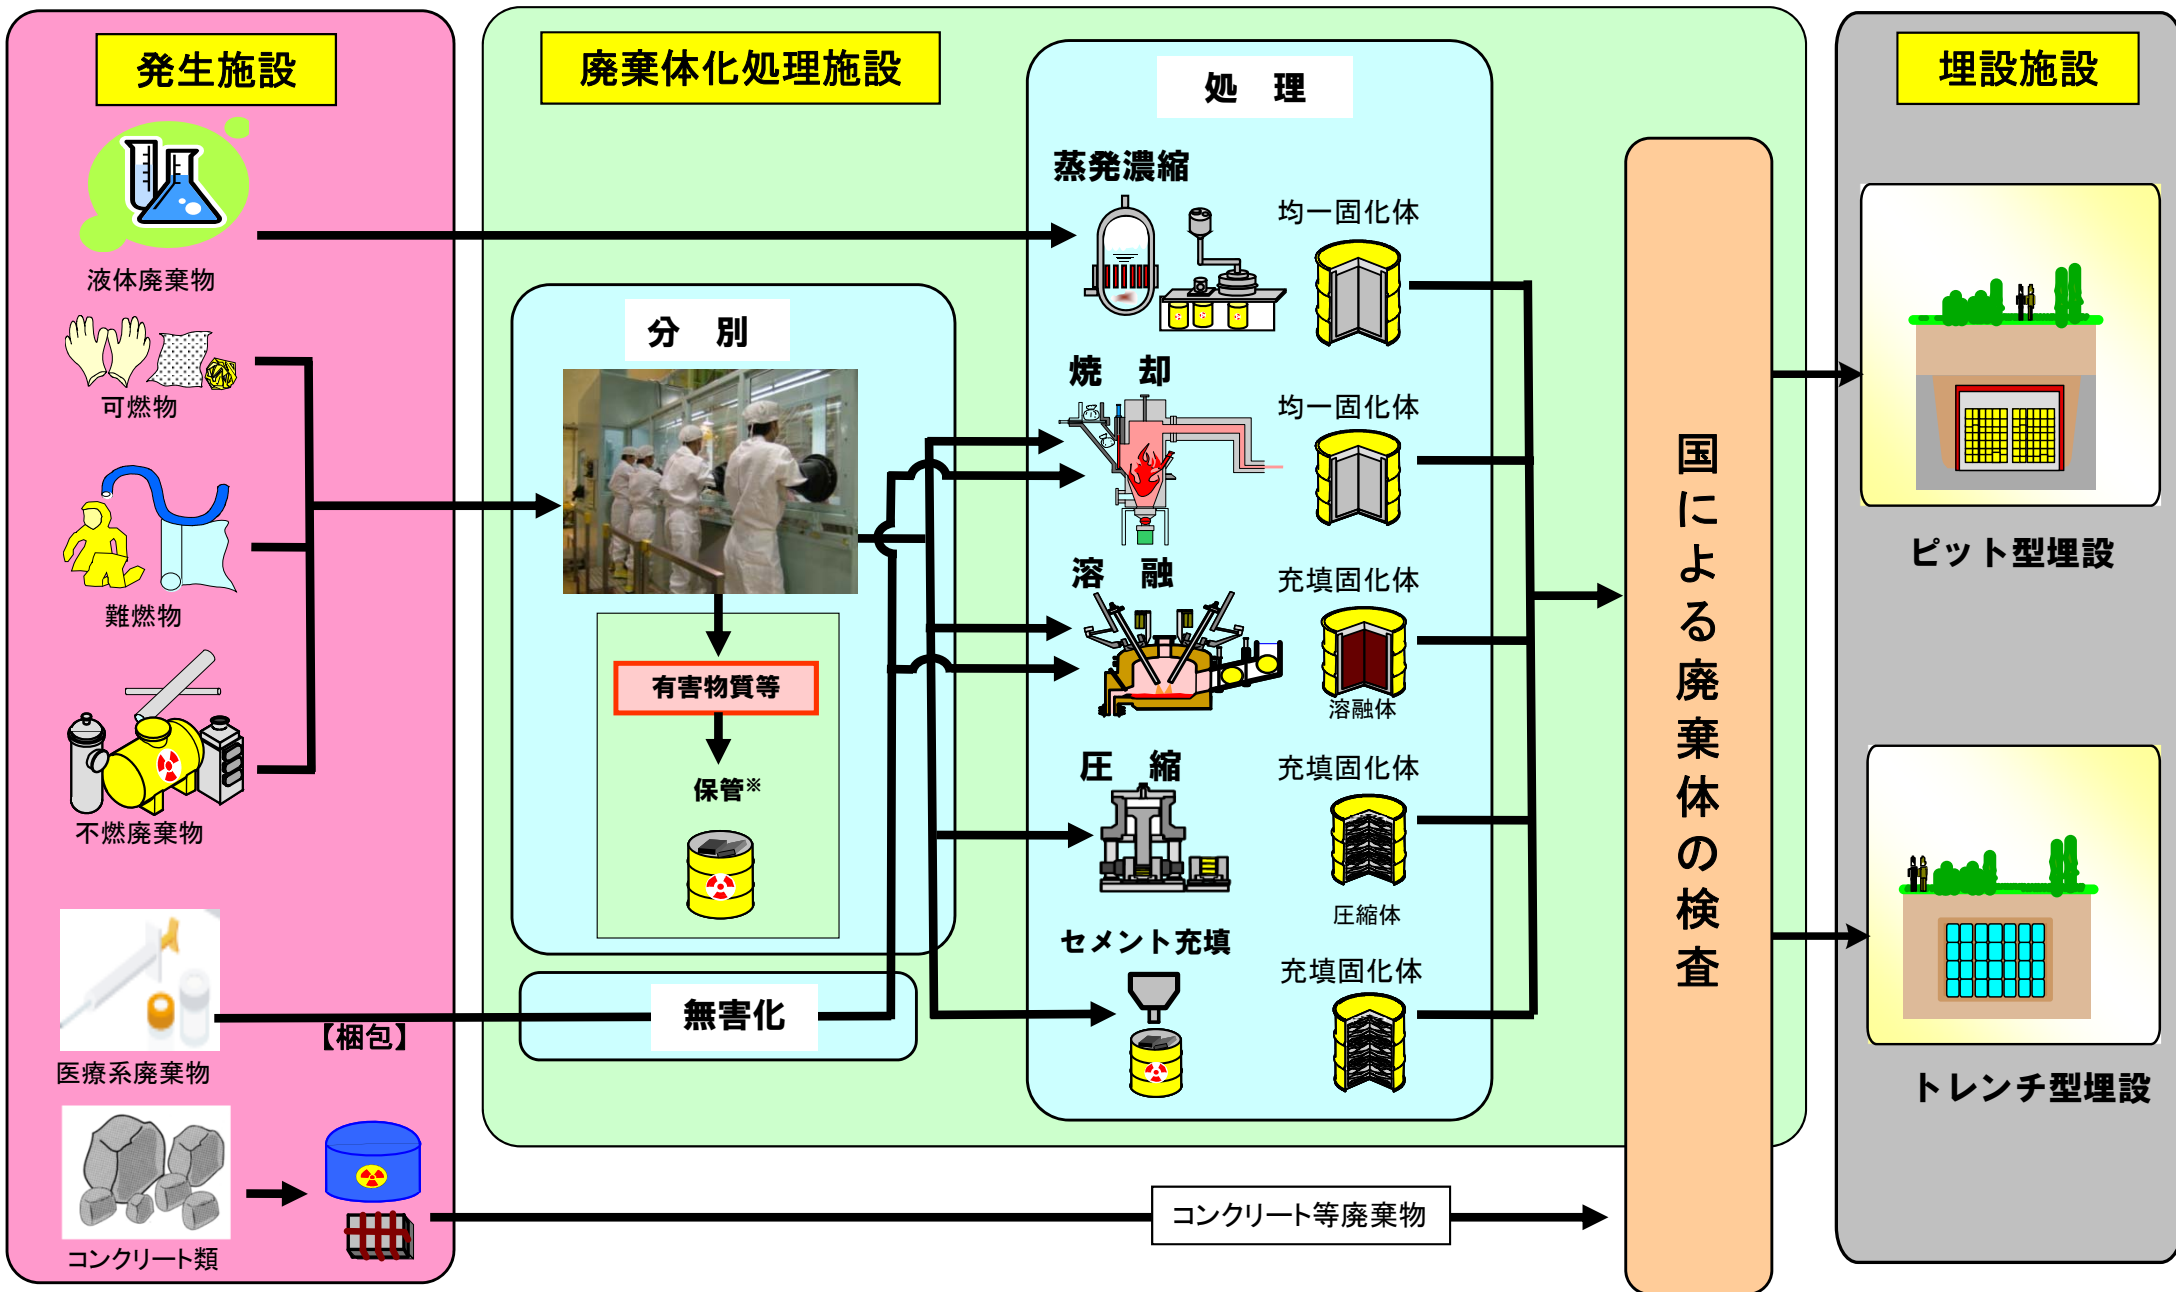 発生施設
液体廃棄物
可燃物
難燃物
不燃廃棄物
医療系廃棄物
【梱包】
コンクリート類
廃棄体化処理施設
分 別
有害物質等
保管※
無害化
処 理
蒸発濃縮
均一固化体
焼 却
均一固化体
溶 融
充填固化体
溶融体
圧 縮
充填固化体
圧縮体
セメント充填
充填固化体
コンクリート等廃棄物
国による廃棄体の検査
埋設施設
ピット型埋設
トレンチ型埋設